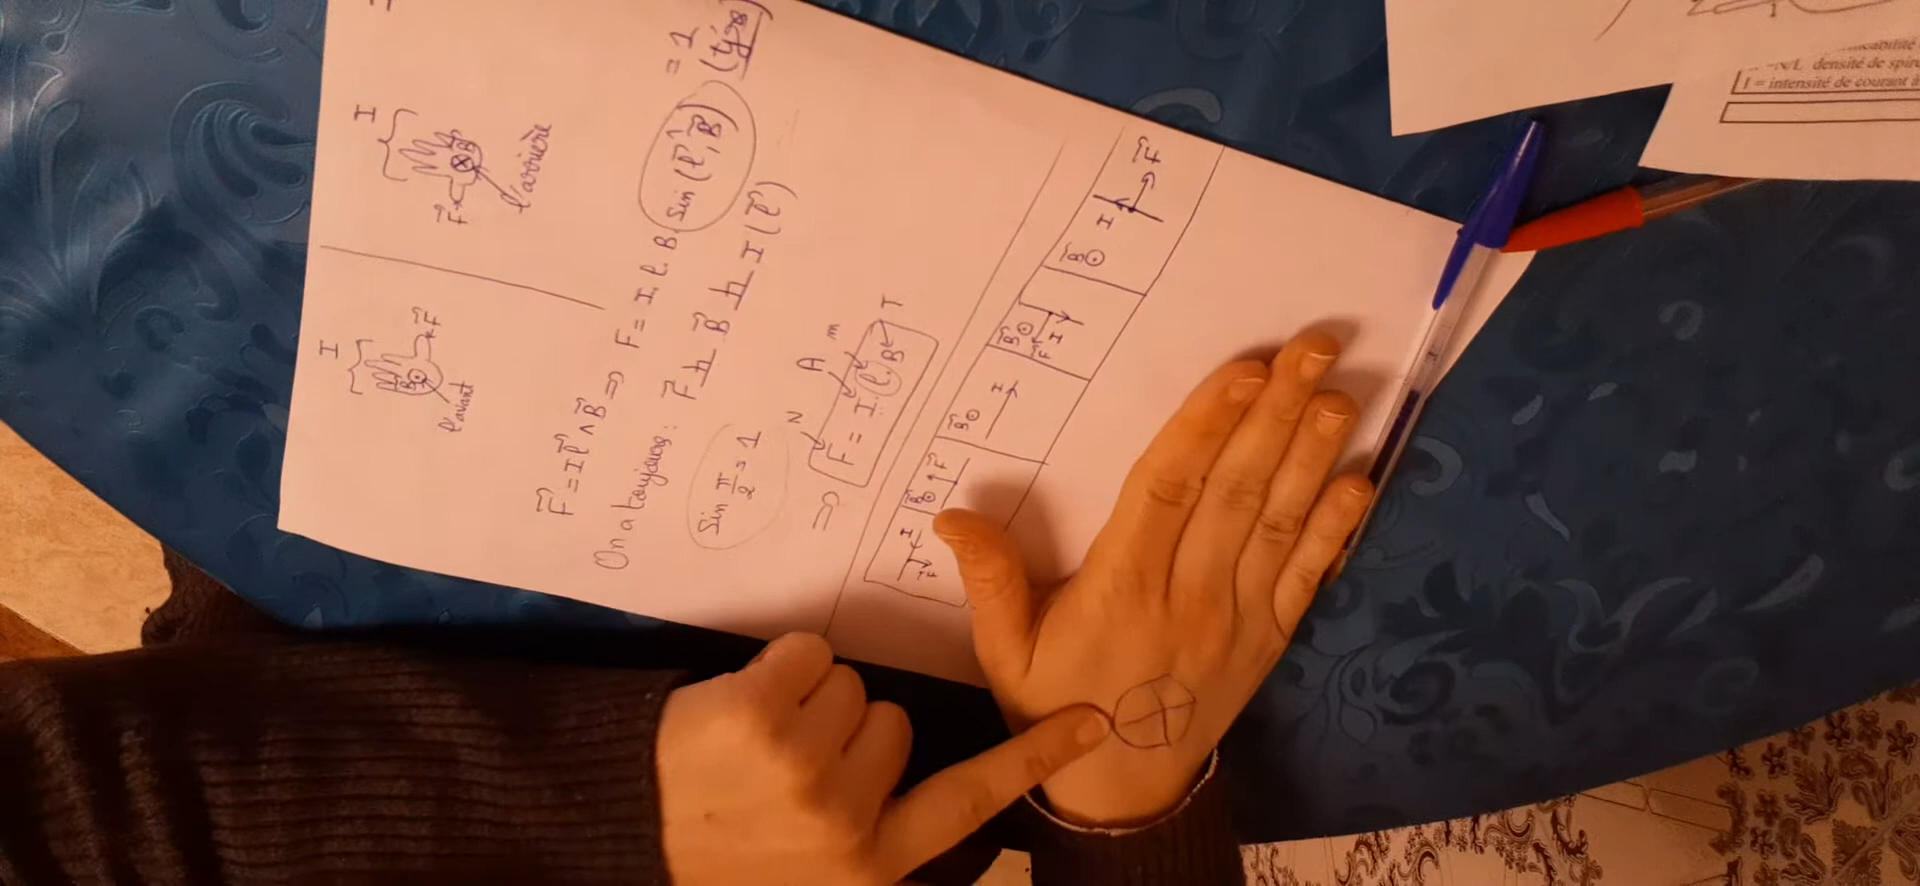 =
I
F⃗
B⃗
l'arrière
I
B⃗
F⃗
l'avant
F⃗ = I l⃗ ∧ B⃗ ⇒ F = I. l. B. sin(l⃗, B⃗) = 1
On a toujours : F⃗ ⊥ B⃗ ⊥ I (l⃗)
sin π/2 = 1
N A m T
⇒ F = I. l. B
I F⃗
B⃗ F⃗
B⃗ I
B⃗ F⃗ I
B⃗ I F⃗
densité de spire
I = intensité de courant